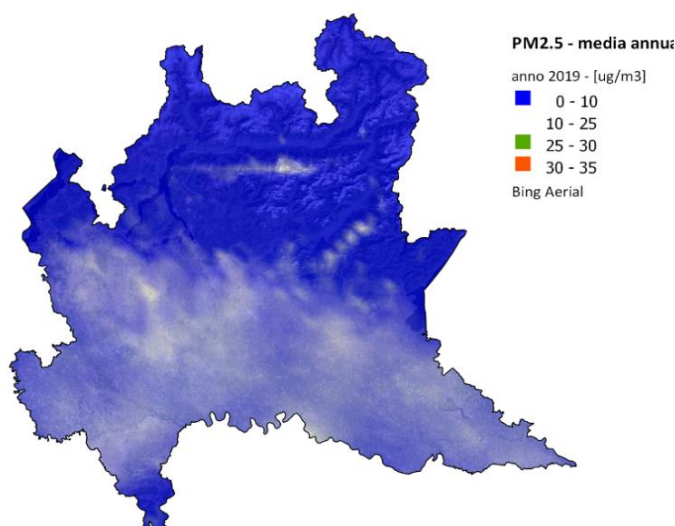 PM2.5 - media annua
anno 2019 - [ug/m3]
0 - 10
10 - 25
25 - 30
30 - 35
Bing Aerial